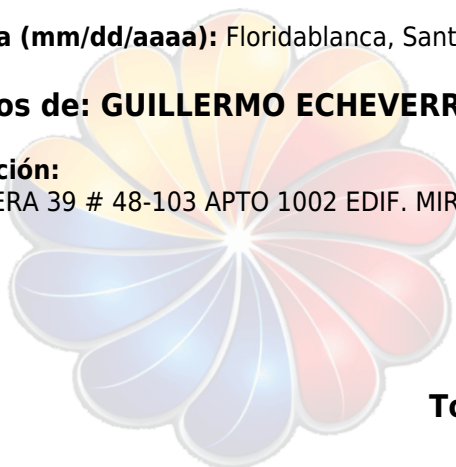 a (mm/dd/aaaa): Floridablanca, Sant
os de: GUILLERMO ECHEVERR
ción:
ERA 39 # 48-103 APTO 1002 EDIF. MIR
To